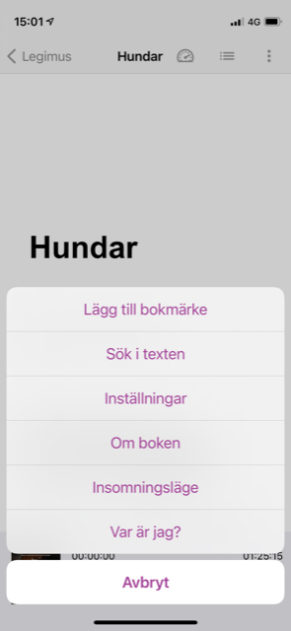 15:01 4G
Legimus Hundar
Hundar
Lägg till bokmärke
Sök i texten
Inställningar
Om boken
Insomningsläge
Var är jag?
00:00:00 01:25:15
Avbryt